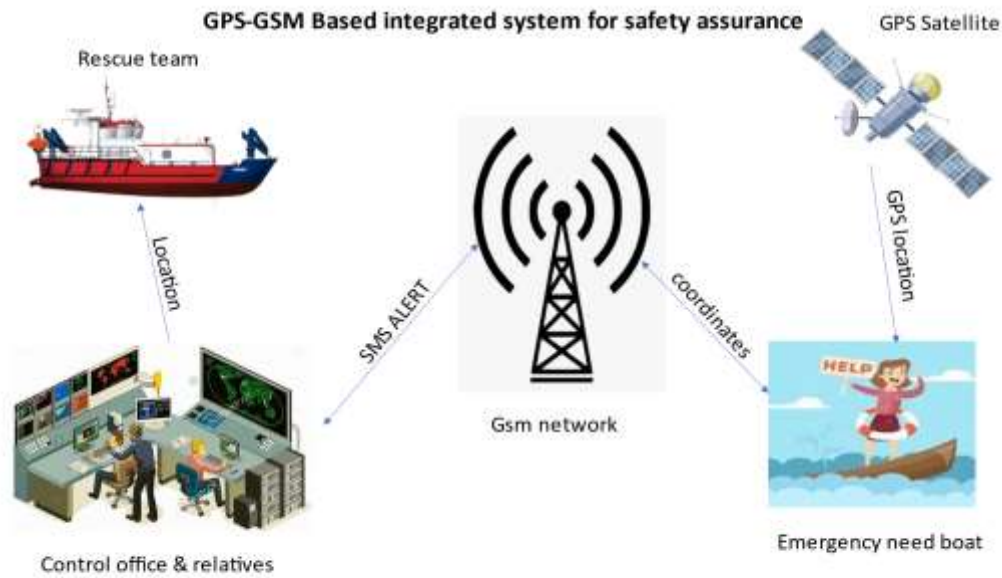 GPS-GSM Based integrated system for safety assurance
GPS Satellite
Rescue team
Location
SMS ALERT
coordinates
GPS location
HELP
Gsm network
Control office & relatives
Emergency need boat